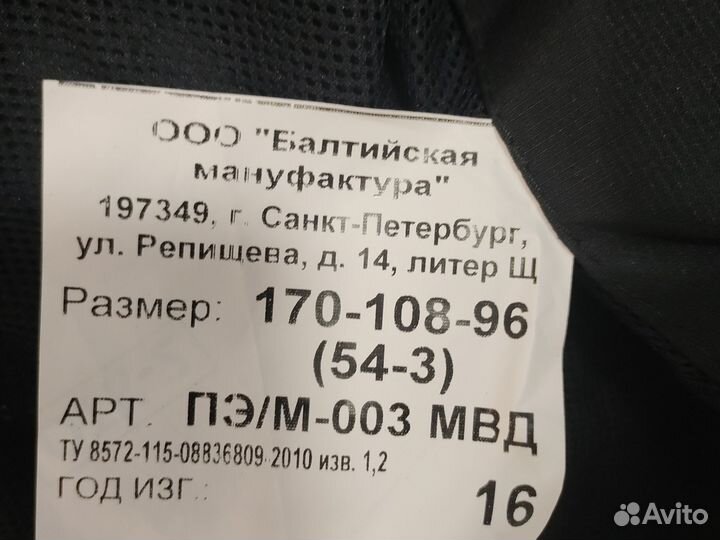 ООО "Балтийская
мануфактура"
197349, г. Санкт-Петербург,
ул. Репищева, д. 14, литер Щ
Размер: 170-108-96
(54-3)
АРТ. ПЭ/М-003 МВД
ТУ 8572-115-08836809-2010 изв. 1,2
ГОД ИЗГ.: 16
Avito